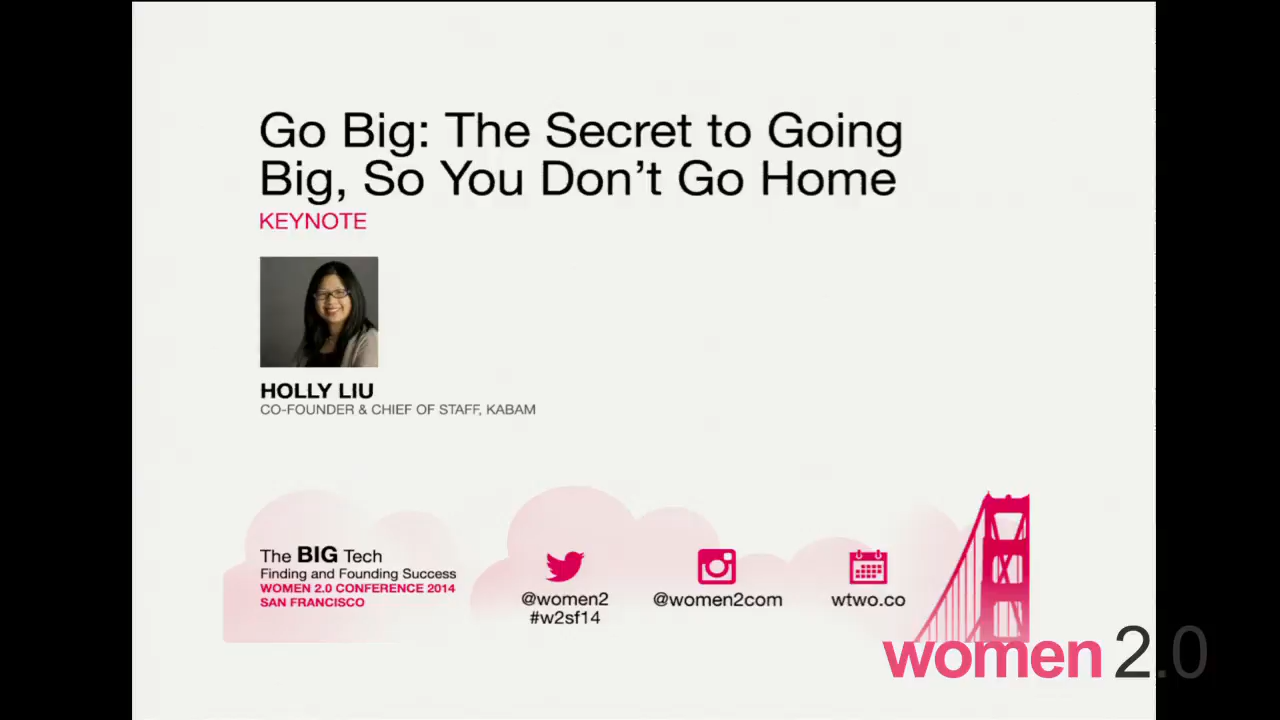 Go Big: The Secret to Going
Big, So You Don’t Go Home
KEYNOTE
HOLLY LIU
CO-FOUNDER & CHIEF OF STAFF, KABAM
The BIG Tech
Finding and Founding Success
WOMEN 2.0 CONFERENCE 2014
SAN FRANCISCO
@women2
#w2sf14
@women2com
wtwo.co
women 2.0